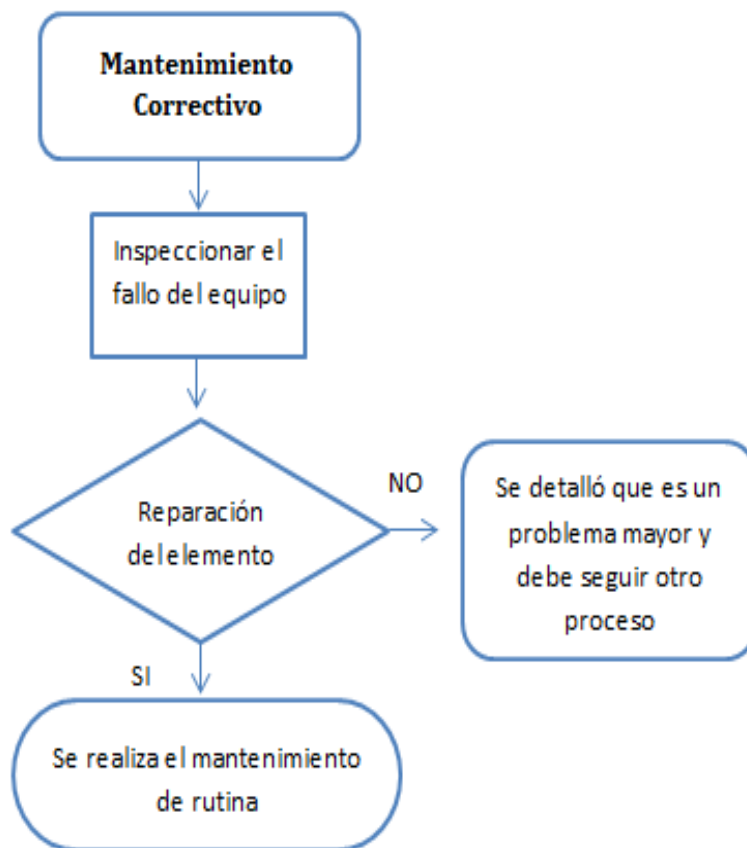 Mantenimiento
Correctivo
Inspeccionar el
fallo del equipo
Reparación
del elemento
NO
Se detalló que es un
problema mayor y
debe seguir otro
proceso
SI
Se realiza el mantenimiento
de rutina